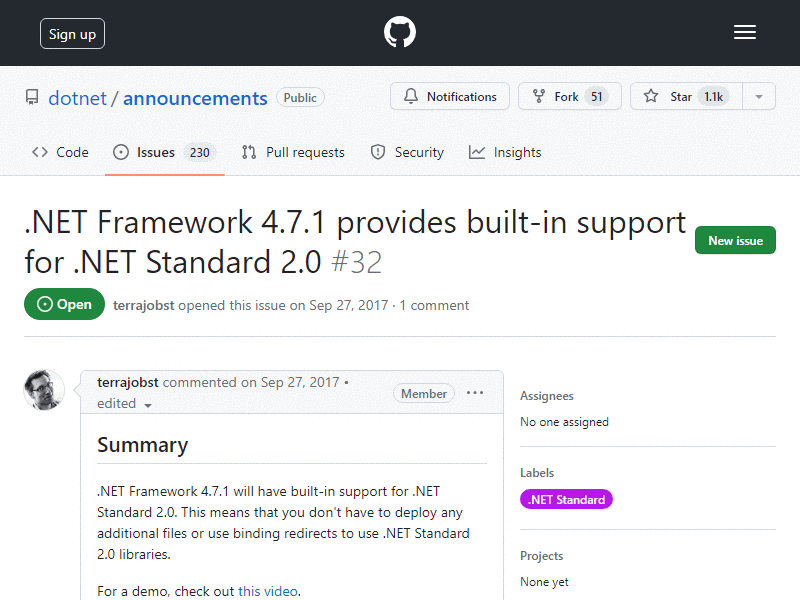 Sign up
dotnet / announcements Public
Notifications Fork 51 Star 1.1k
Code Issues 230 Pull requests Security Insights
.NET Framework 4.7.1 provides built-in support
for .NET Standard 2.0 #32
New issue
Open terrajobst opened this issue on Sep 27, 2017 · 1 comment
terrajobst commented on Sep 27, 2017 •
edited
Member
Summary
.NET Framework 4.7.1 will have built-in support for .NET
Standard 2.0. This means that you don't have to deploy any
additional files or use binding redirects to use .NET Standard
2.0 libraries.
For a demo, check out this video.
Assignees
No one assigned
Labels
.NET Standard
Projects
None yet